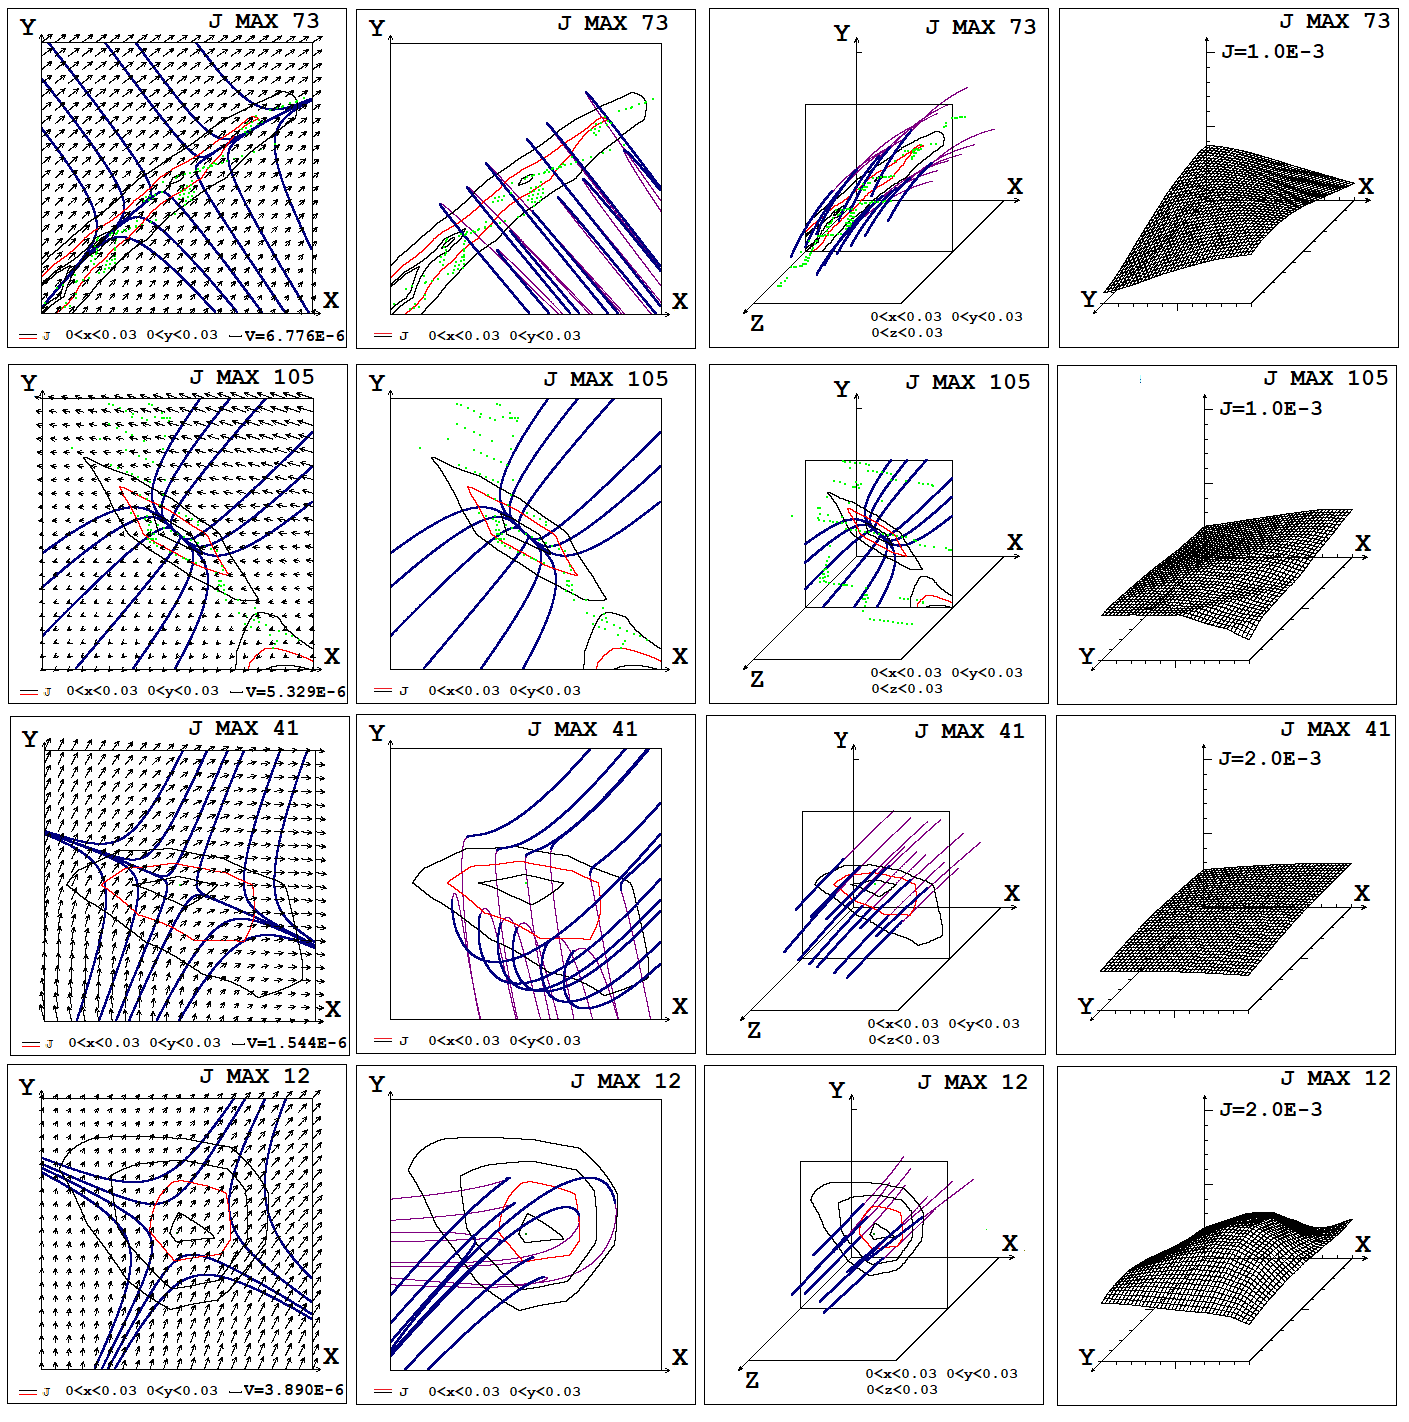 J MAX 73
Y
X
J 0<x<0.03 0<y<0.03 V=6.776E-6
J MAX 73
Y
X
J 0<x<0.03 0<y<0.03
J MAX 73
Y
X
Z
0<x<0.03 0<y<0.03
0<z<0.03
J MAX 73
J=1.0E-3
X
Y
J MAX 105
Y
X
J 0<x<0.03 0<y<0.03 V=5.329E-6
J MAX 105
Y
X
J 0<x<0.03 0<y<0.03
J MAX 105
Y
X
Z
0<x<0.03 0<y<0.03
0<z<0.03
J MAX 105
J=1.0E-3
X
Y
J MAX 41
Y
X
J 0<x<0.03 0<y<0.03 V=1.544E-6
J MAX 41
Y
X
J 0<x<0.03 0<y<0.03
J MAX 41
Y
X
Z
0<x<0.03 0<y<0.03
0<z<0.03
J MAX 41
J=2.0E-3
X
Y
J MAX 12
Y
X
J 0<x<0.03 0<y<0.03 V=3.890E-6
J MAX 12
Y
X
J 0<x<0.03 0<y<0.03
J MAX 12
Y
X
Z
0<x<0.03 0<y<0.03
0<z<0.03
J MAX 12
J=2.0E-3
X
Y